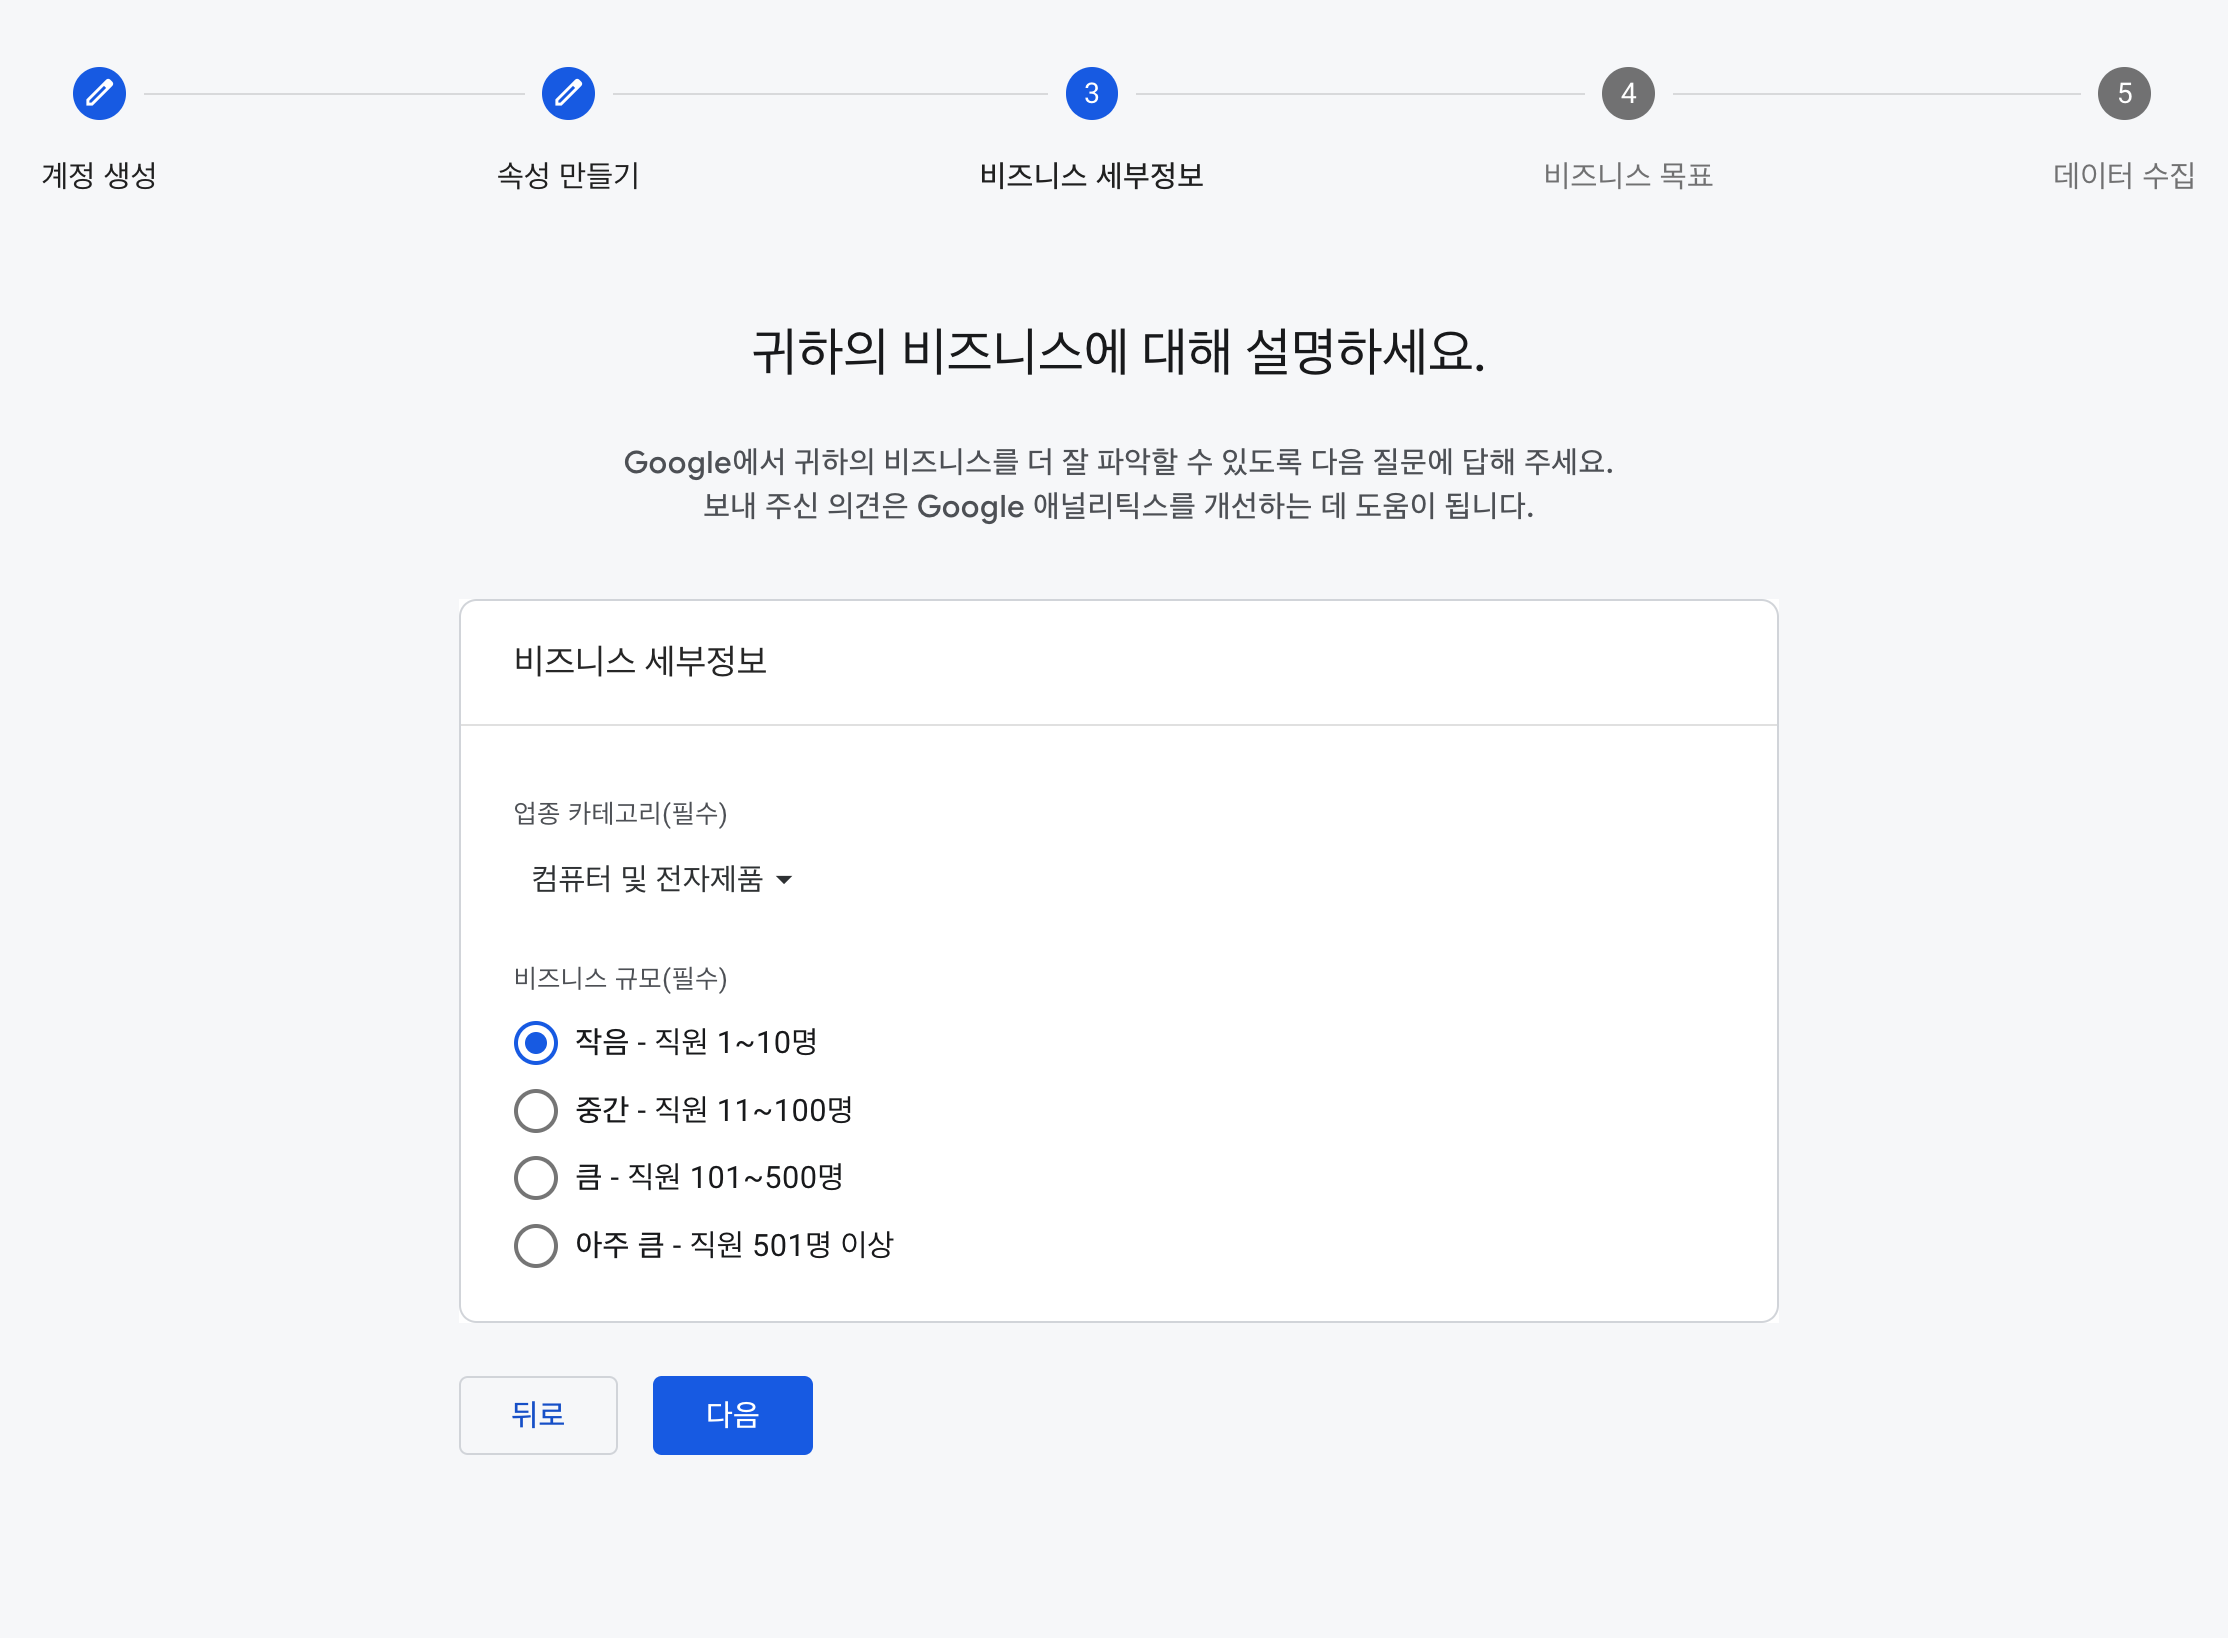 3
4
5
계정 생성
속성 만들기
비즈니스 세부정보
비즈니스 목표
데이터 수집
귀하의 비즈니스에 대해 설명하세요.
Google에서 귀하의 비즈니스를 더 잘 파악할 수 있도록 다음 질문에 답해 주세요.
보내 주신 의견은 Google 애널리틱스를 개선하는 데 도움이 됩니다.
비즈니스 세부정보
업종 카테고리(필수)
컴퓨터 및 전자제품
비즈니스 규모(필수)
작음 - 직원 1~10명
중간 - 직원 11~100명
큼 - 직원 101~500명
아주 큼 - 직원 501명 이상
뒤로
다음